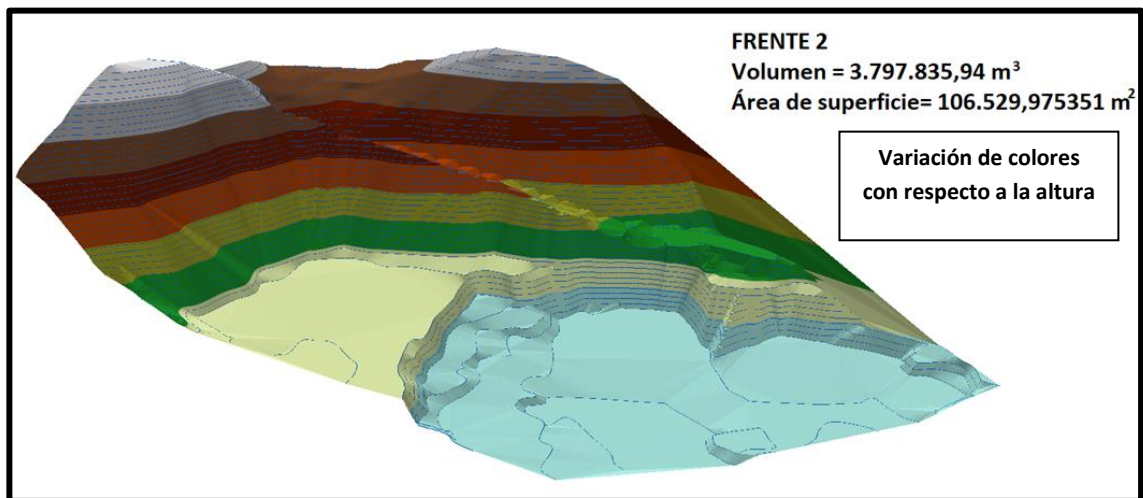 FRENTE 2
Volumen = 3.797.835,94 m³
Área de superficie= 106.529,975351 m²
Variación de colores
con respecto a la altura